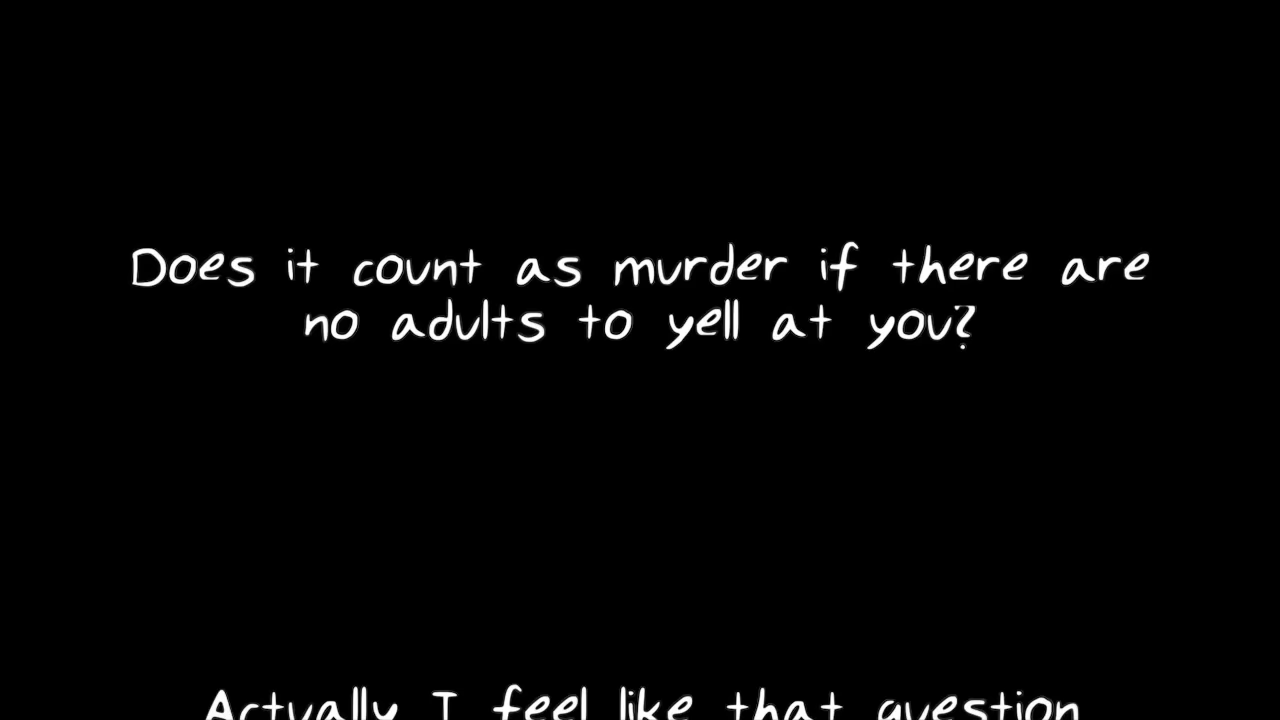 Does it count as murder if there are
no adults to yell at you?
Actually I feel like that question